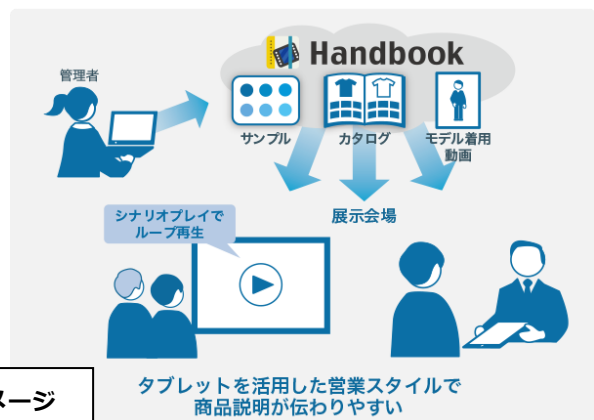 Handbook
管理者
サンプル
カタログ
モデル着用
動画
展示会場
シナリオプレイで
ループ再生
メージ
タブレットを活用した営業スタイルで
商品説明が伝わりやすい